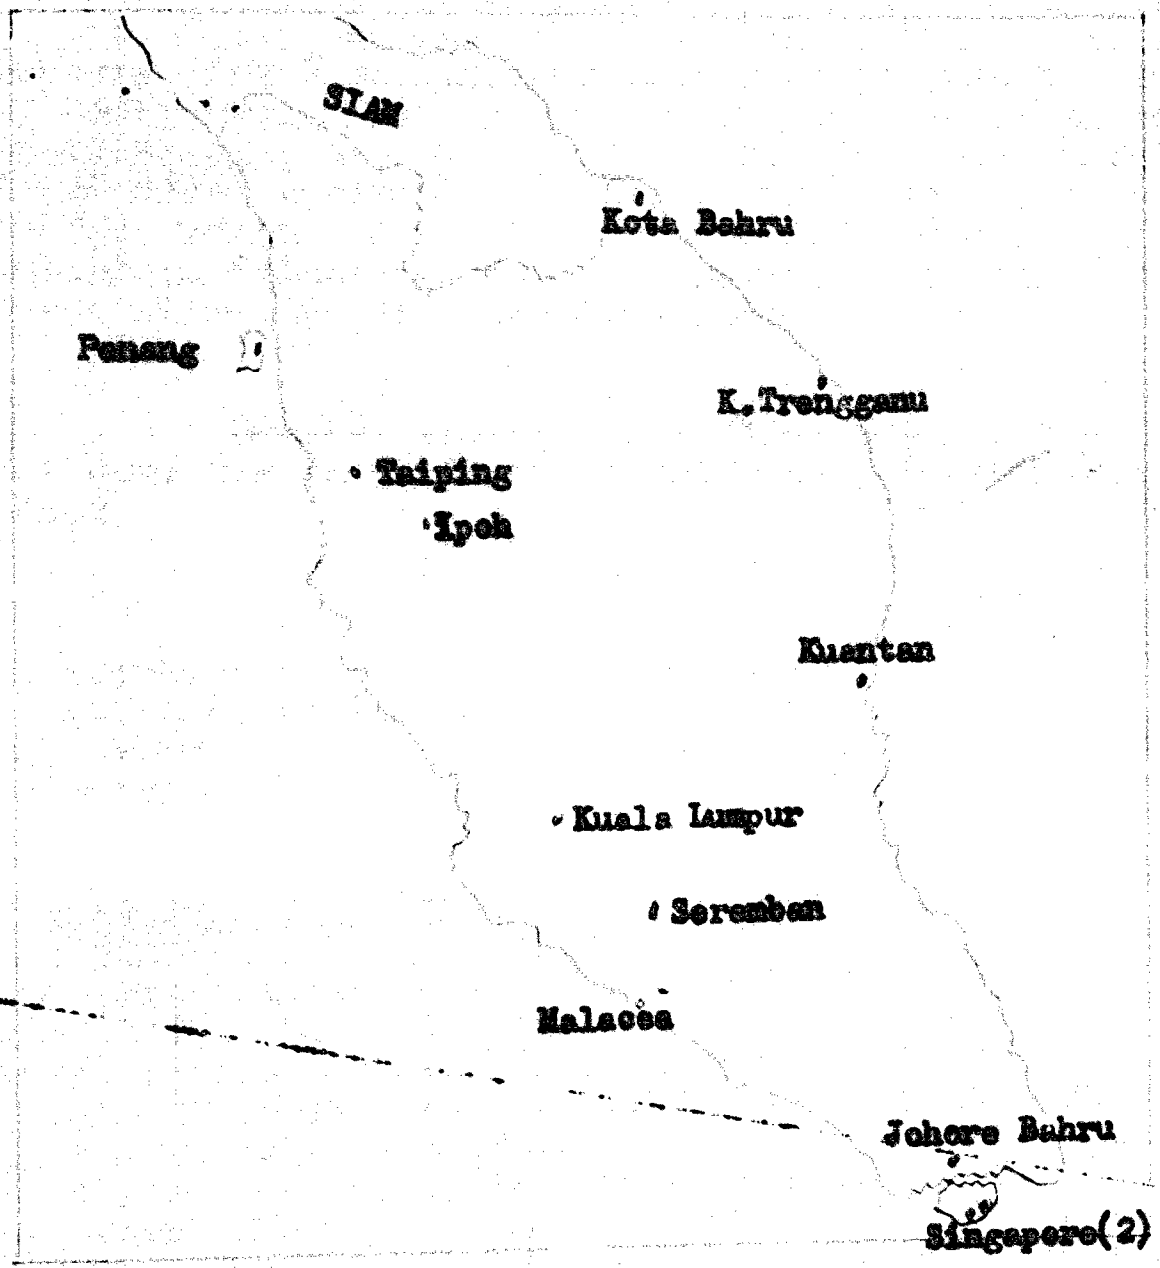 SIAM
Kota Bahru
Penang
K. Trengganu
Taiping
Ipoh
Kuantan
Kuala Lumpur
Seremban
Malacca
Johore Bahru
Singapore(2)